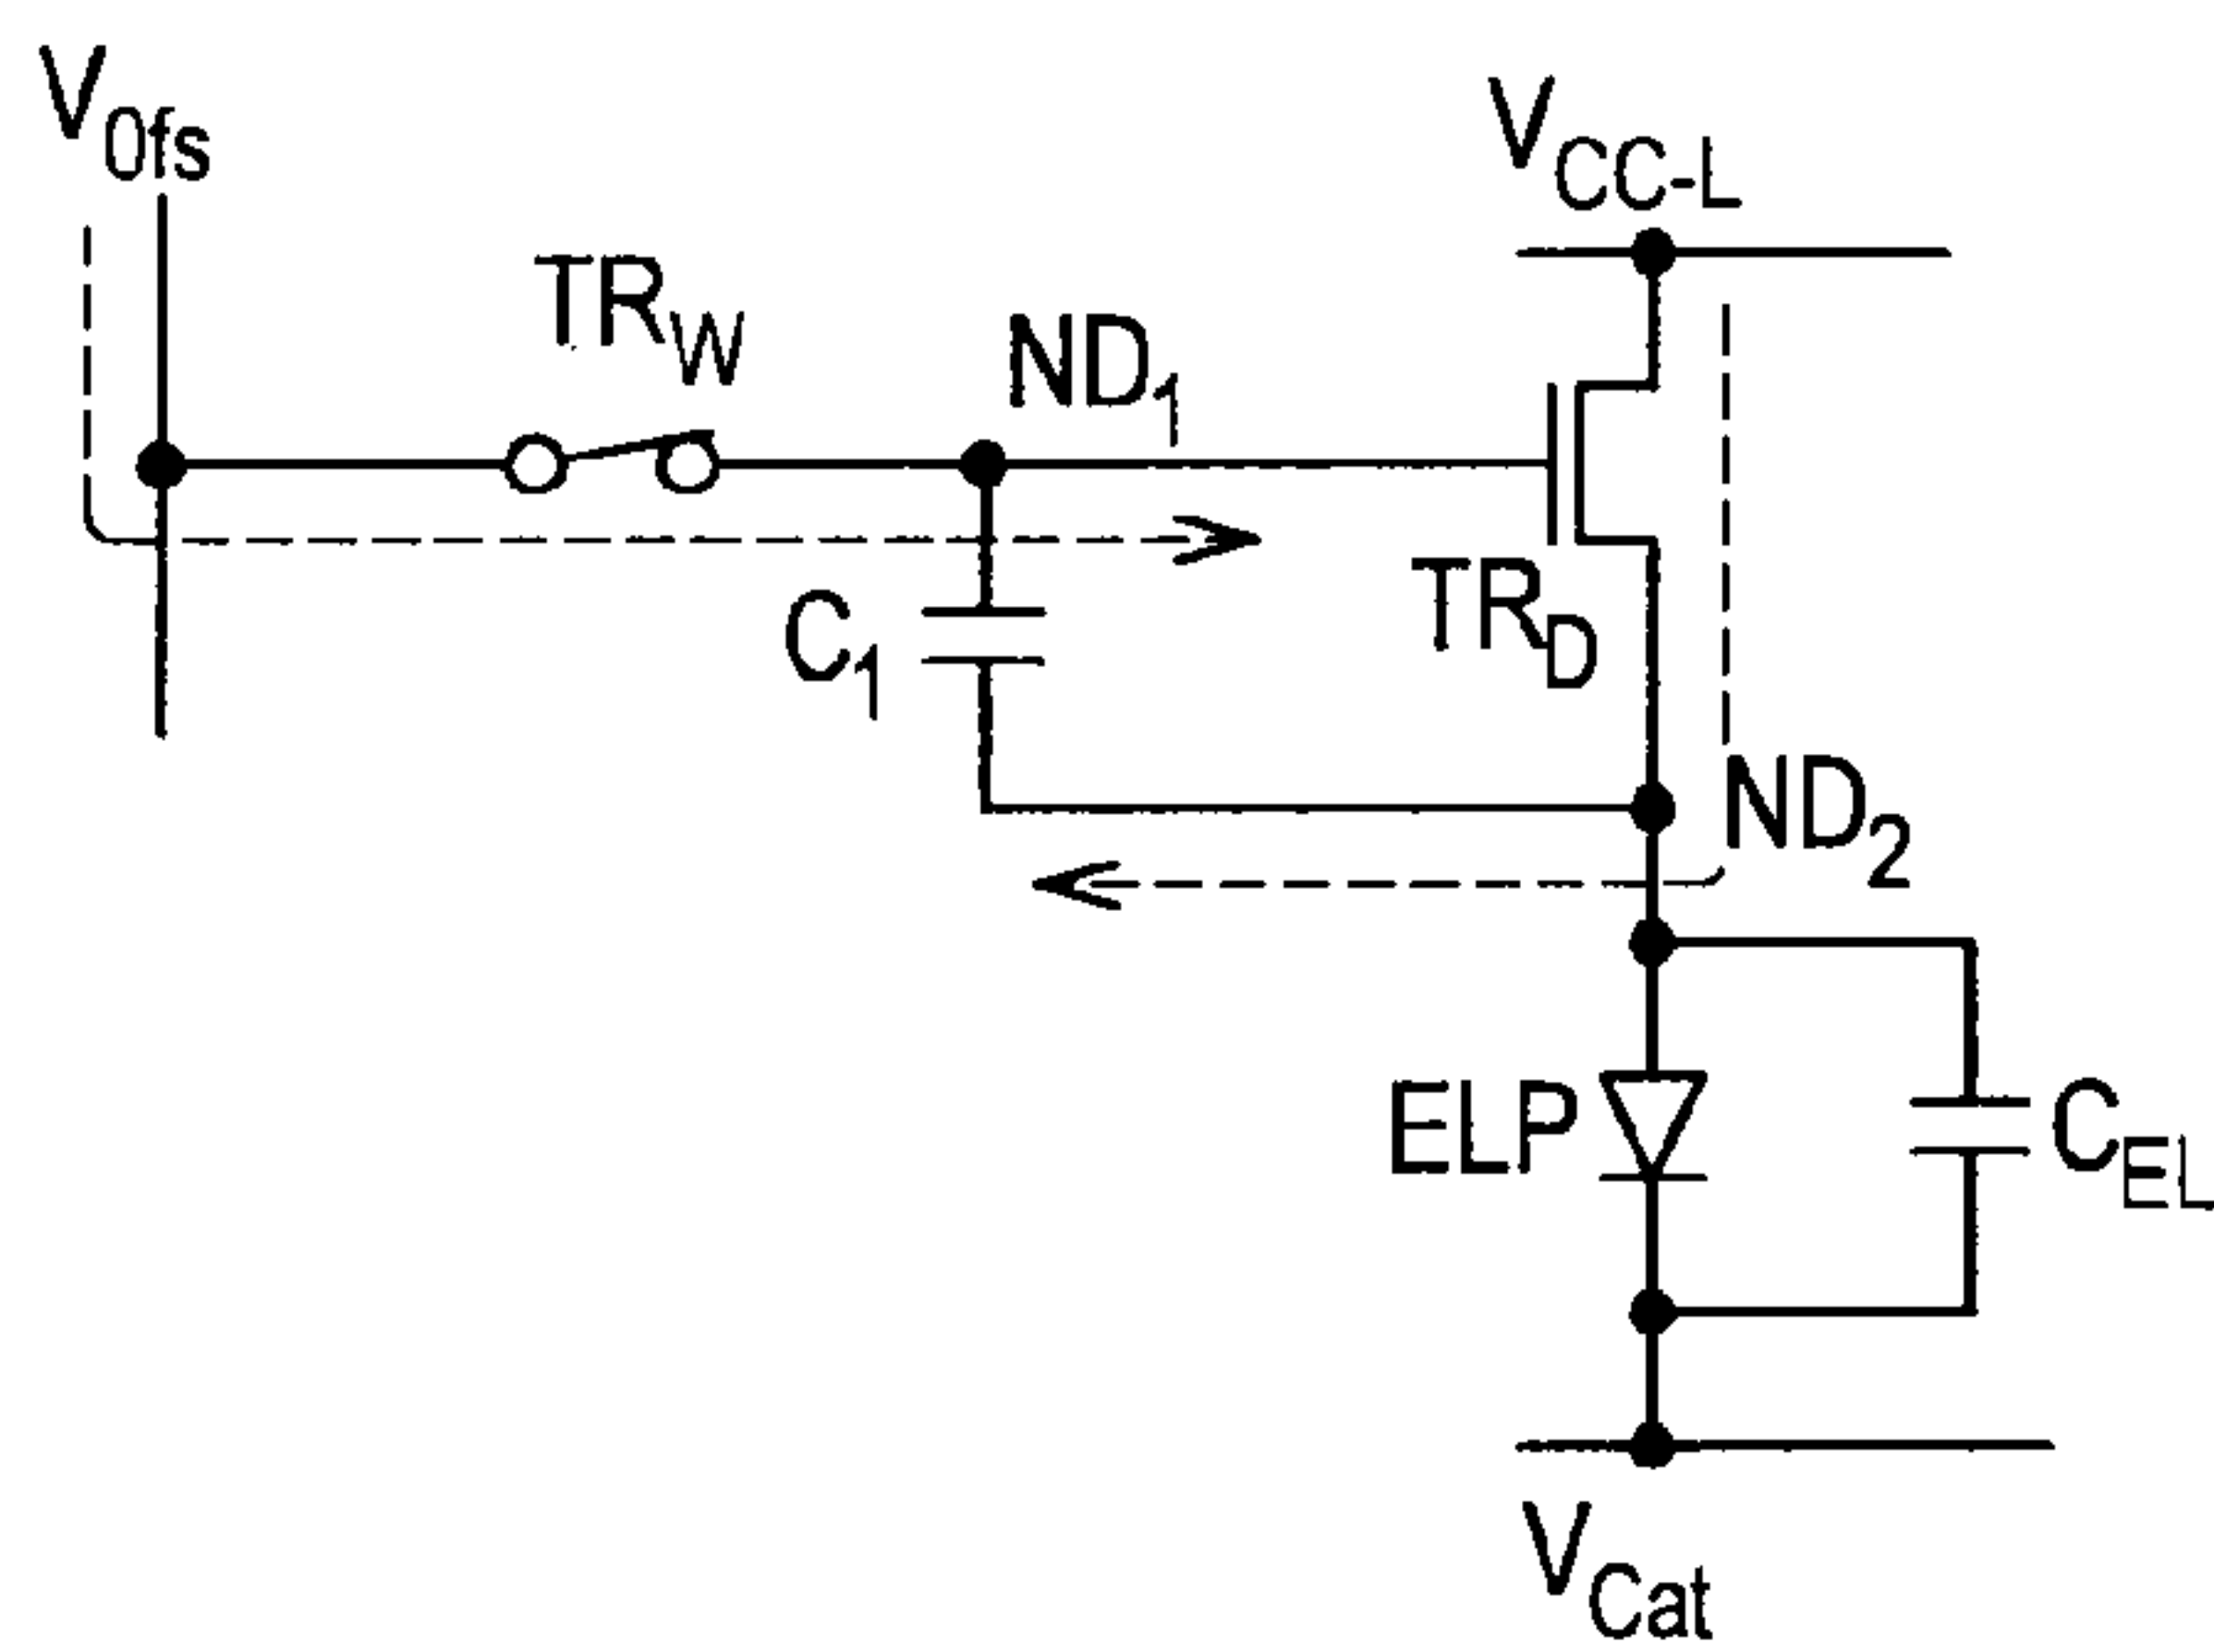 V0fs
VCC-L
TRW
ND1
C1
TRD
ND2
ELP
CEL
VCat